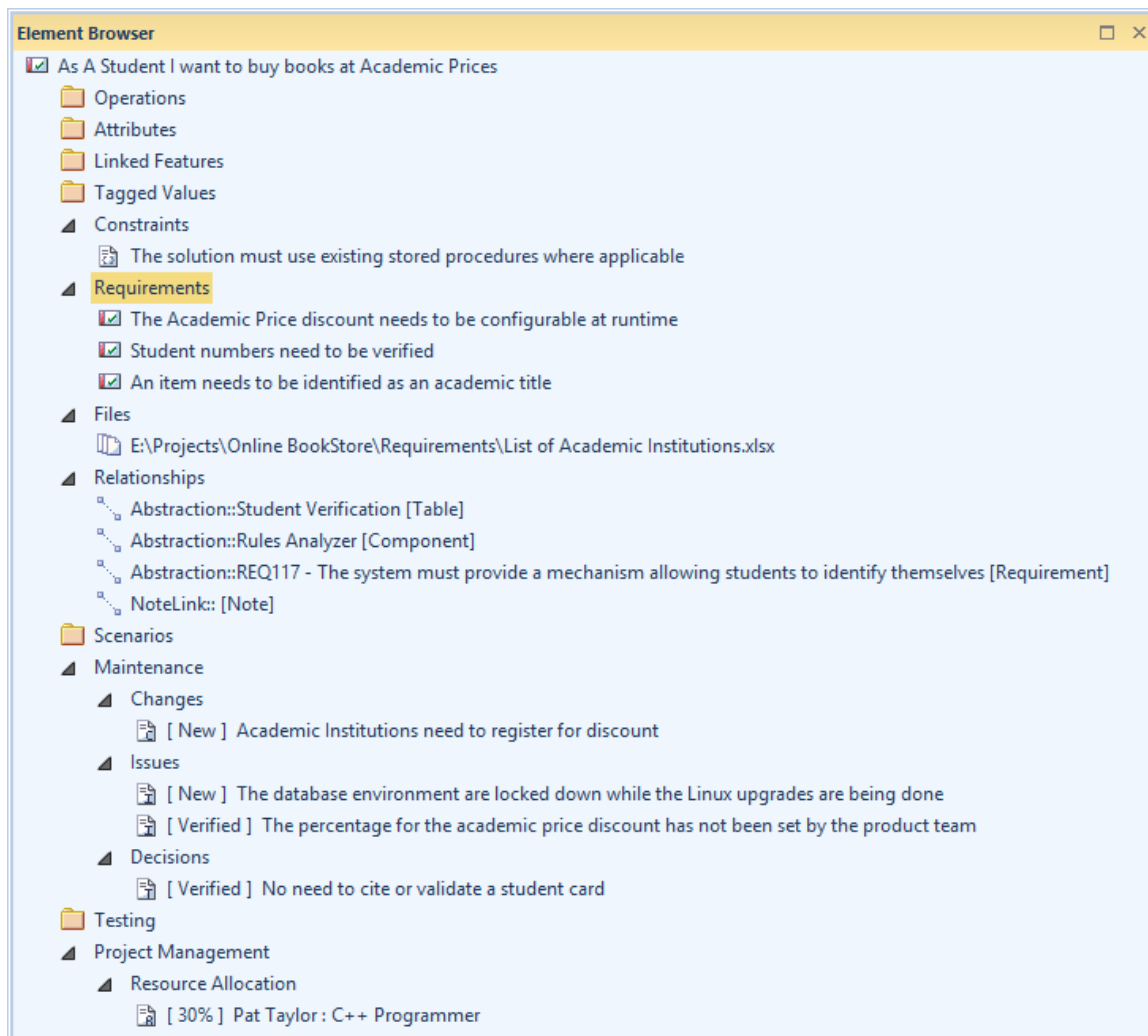 Element Browser
As A Student I want to buy books at Academic Prices
Operations
Attributes
Linked Features
Tagged Values
Constraints
The solution must use existing stored procedures where applicable
Requirements
The Academic Price discount needs to be configurable at runtime
Student numbers need to be verified
An item needs to be identified as an academic title
Files
E:\Projects\Online BookStore\Requirements\List of Academic Institutions.xlsx
Relationships
Abstraction::Student Verification [Table]
Abstraction::Rules Analyzer [Component]
Abstraction::REQ117 - The system must provide a mechanism allowing students to identify themselves [Requirement]
NoteLink:: [Note]
Scenarios
Maintenance
Changes
[ New ] Academic Institutions need to register for discount
Issues
[ New ] The database environment are locked down while the Linux upgrades are being done
[ Verified ] The percentage for the academic price discount has not been set by the product team
Decisions
[ Verified ] No need to cite or validate a student card
Testing
Project Management
Resource Allocation
[ 30% ] Pat Taylor : C++ Programmer